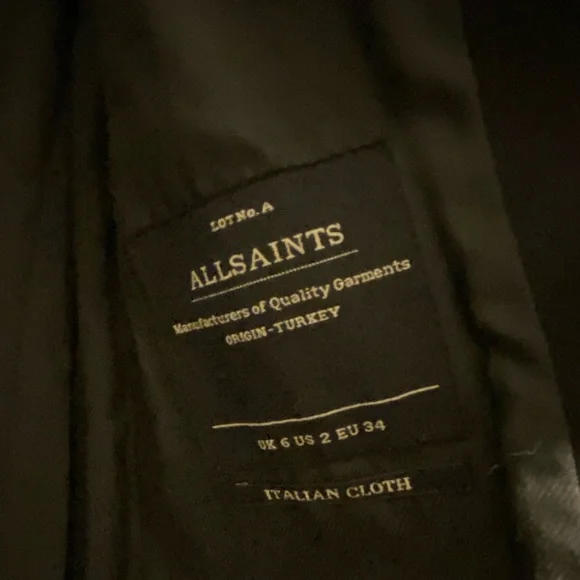 LOT NO. A
ALLSAINTS
Manufacturers of Quality Garments
ORIGIN-TURKEY
UK 6 US 2 EU 34
ITALIAN CLOTH